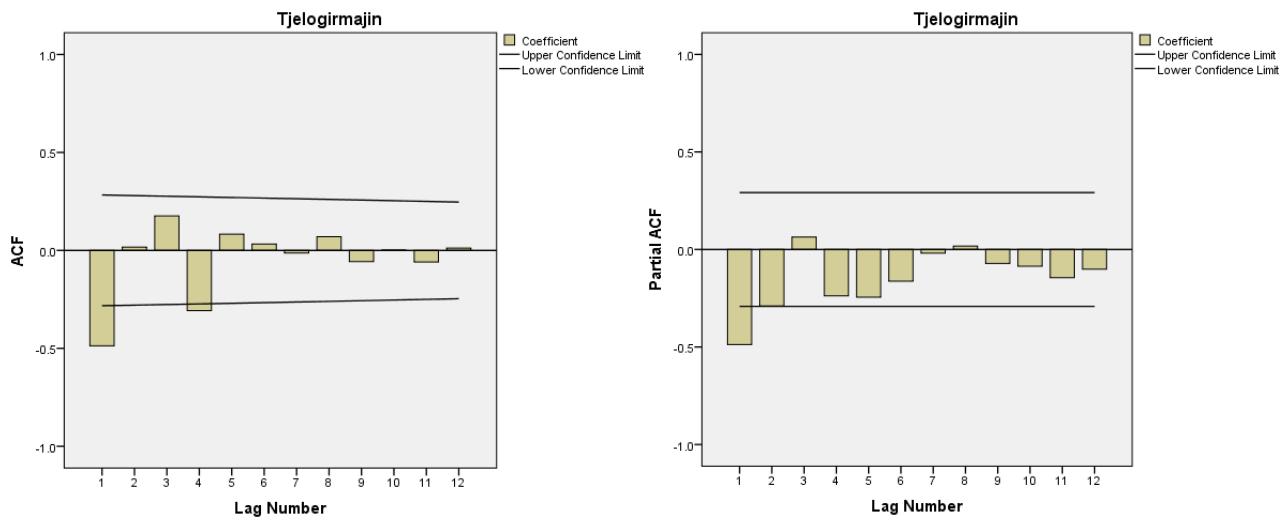 Tjelogirmajin
Coefficient
Upper Confidence Limit
Lower Confidence Limit
1.0
0.5
0.0
-0.5
-1.0
ACF
1 2 3 4 5 6 7 8 9 10 11 12
Lag Number
Tjelogirmajin
Coefficient
Upper Confidence Limit
Lower Confidence Limit
1.0
0.5
0.0
-0.5
-1.0
Partial ACF
1 2 3 4 5 6 7 8 9 10 11 12
Lag Number